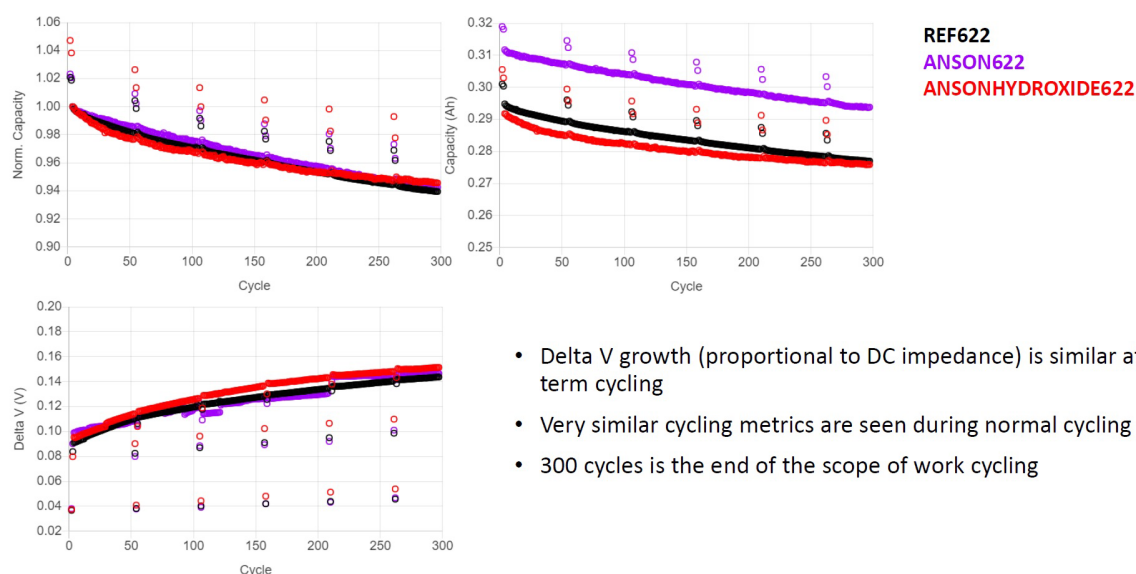 1.06
1.04
1.02
1.00
0.98
0.96
0.94
0.92
0.90
Norm. Capacity
0 50 100 150 200 250 300
Cycle
0.32
0.31
0.30
0.29
0.28
0.27
0.26
0.25
Capacity (Ah)
0 50 100 150 200 250 300
Cycle
REF622
ANSON622
ANSONHYDROXIDE622
0.20
0.18
0.16
0.14
0.12
0.10
0.08
0.06
0.04
0.02
Delta V (V)
0 50 100 150 200 250 300
Cycle
• Delta V growth (proportional to DC impedance) is similar
term cycling
• Very similar cycling metrics are seen during normal cycling
• 300 cycles is the end of the scope of work cycling